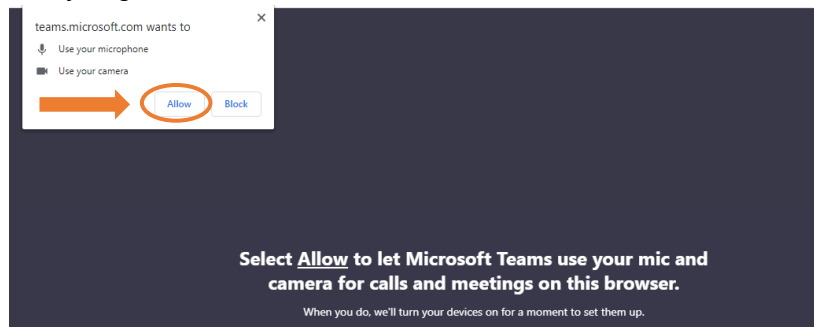 teams.microsoft.com wants to
Use your microphone
Use your camera
Allow Block
Select Allow to let Microsoft Teams use your mic and
camera for calls and meetings on this browser.
When you do, we'll turn your devices on for a moment to set them up.